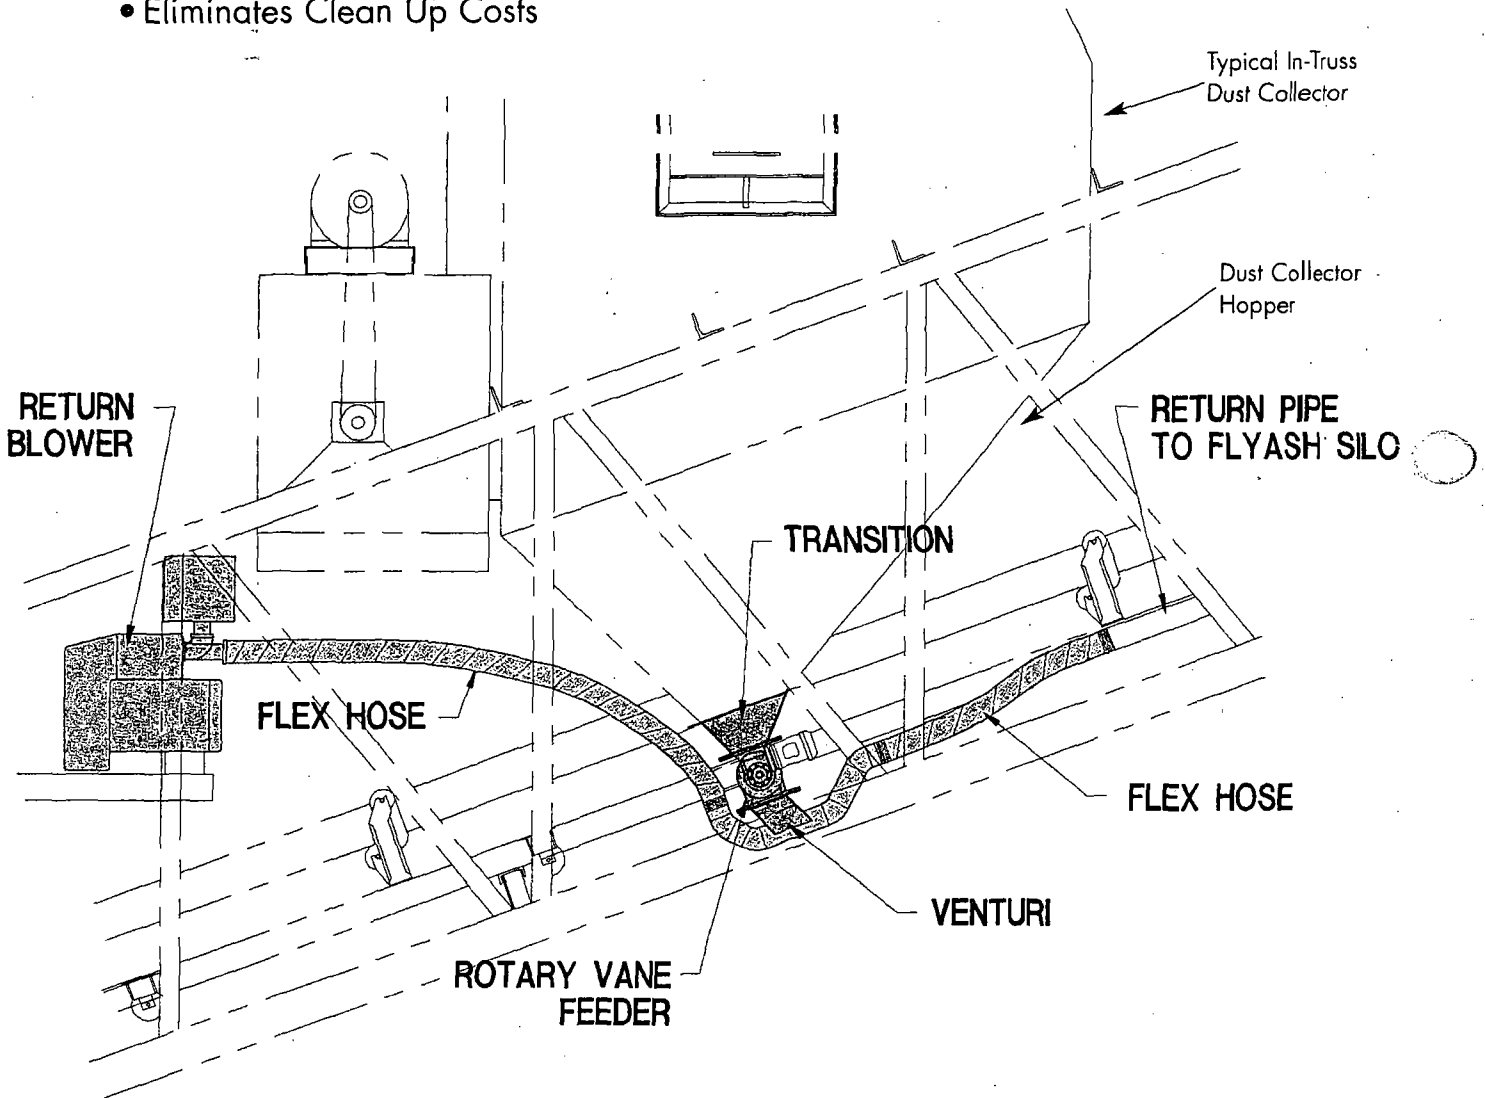 • Eliminates Clean Up Costs
Typical In-Truss
Dust Collector
Dust Collector
Hopper
RETURN
BLOWER
RETURN PIPE
TO FLYASH SILO
TRANSITION
FLEX HOSE
FLEX HOSE
VENTURI
ROTARY VANE
FEEDER